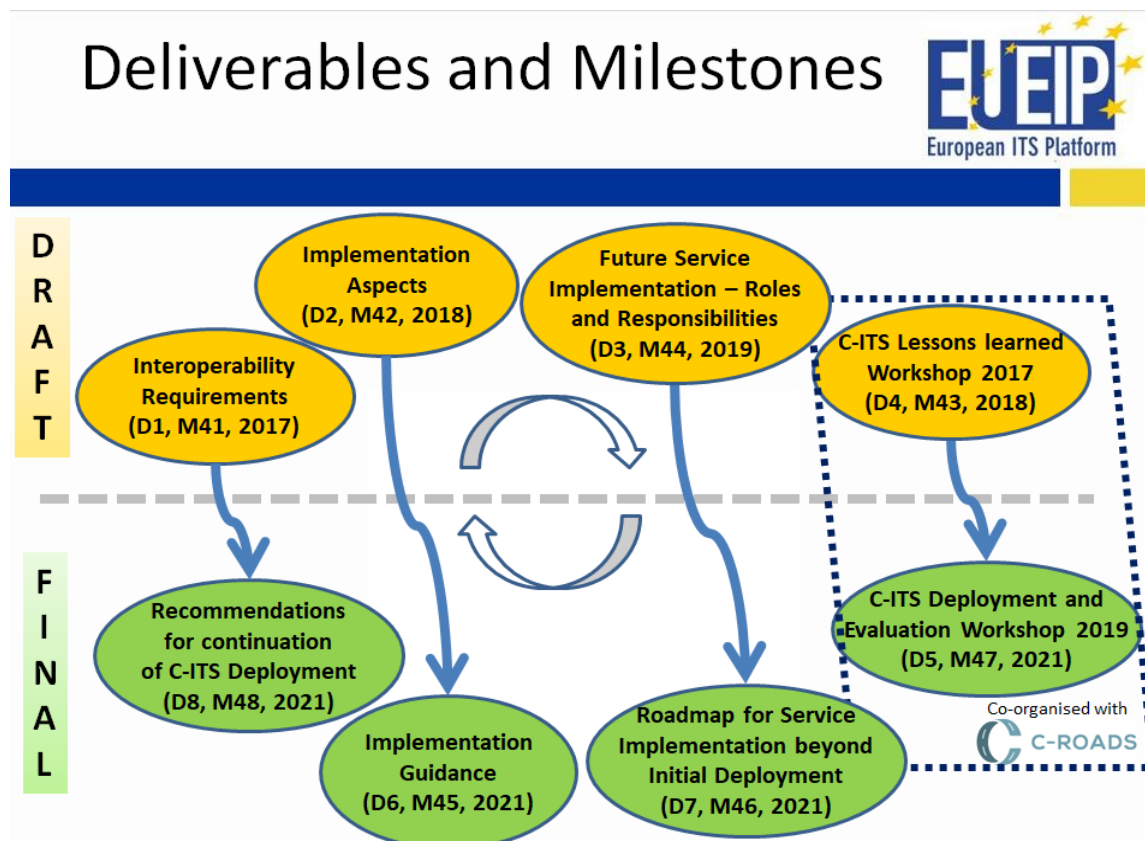 Deliverables and Milestones
EUEIP
European ITS Platform
DRAFT
Implementation
Aspects
(D2, M42, 2018)
Future Service
Implementation – Roles
and Responsibilities
(D3, M44, 2019)
Interoperability
Requirements
(D1, M41, 2017)
C-ITS Lessons learned
Workshop 2017
(D4, M43, 2018)
FINAL
Recommendations
for continuation
of C-ITS Deployment
(D8, M48, 2021)
C-ITS Deployment and
Evaluation Workshop 2019
(D5, M47, 2021)
Implementation
Guidance
(D6, M45, 2021)
Roadmap for Service
Implementation beyond
Initial Deployment
(D7, M46, 2021)
Co-organised with
C-ROADS